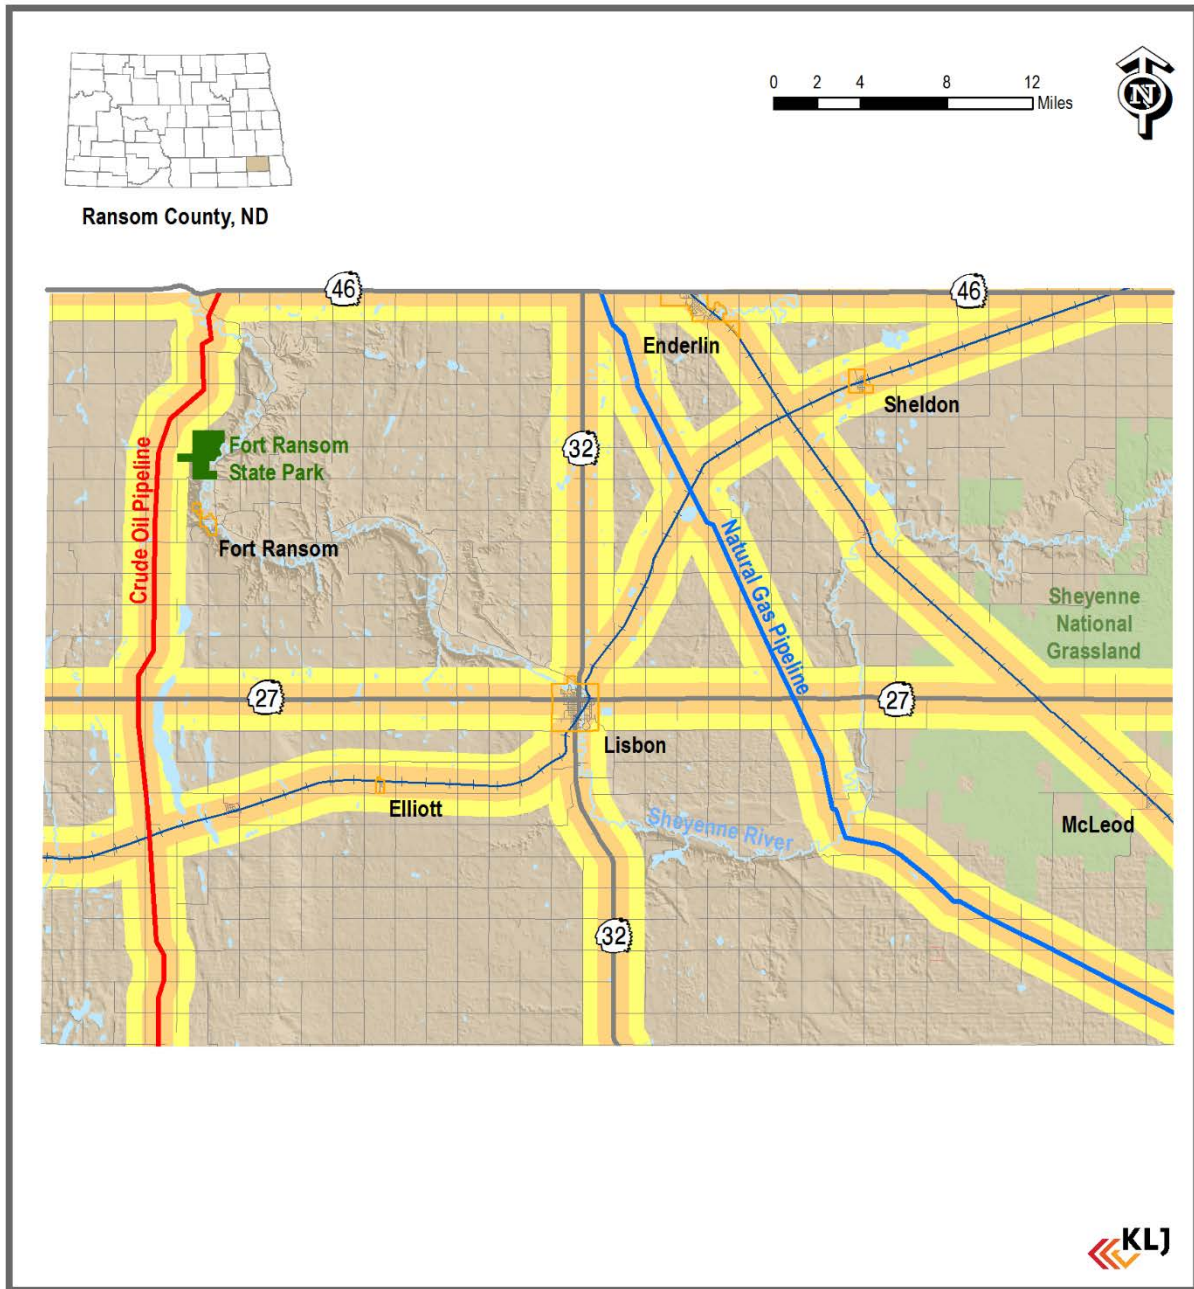 0 2 4 8 12
Miles
N
Ransom County, ND
46
46
Enderlin
Sheldon
32
Fort Ransom
State Park
Crude Oil Pipeline
Fort Ransom
Natural Gas Pipeline
Sheyenne
National
Grassland
27
27
Lisbon
Elliott
Sheyenne River
McLeod
32
KLJ